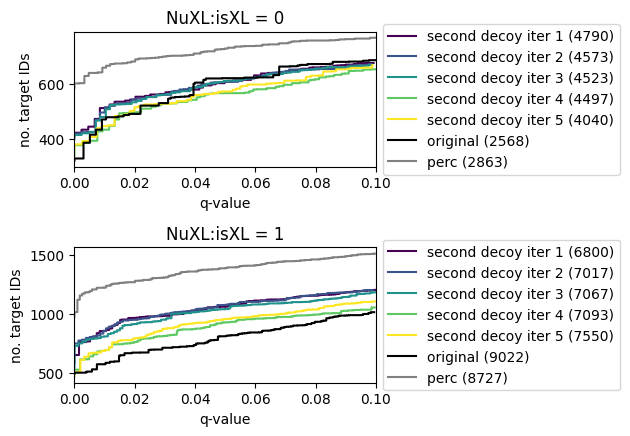 NuXL:isXL = 0
no. target IDs
600
400
0.00 0.02 0.04 0.06 0.08 0.10
q-value
second decoy iter 1 (4790)
second decoy iter 2 (4573)
second decoy iter 3 (4523)
second decoy iter 4 (4497)
second decoy iter 5 (4040)
original (2568)
perc (2863)
NuXL:isXL = 1
no. target IDs
1500
1000
500
0.00 0.02 0.04 0.06 0.08 0.10
q-value
second decoy iter 1 (6800)
second decoy iter 2 (7017)
second decoy iter 3 (7067)
second decoy iter 4 (7093)
second decoy iter 5 (7550)
original (9022)
perc (8727)